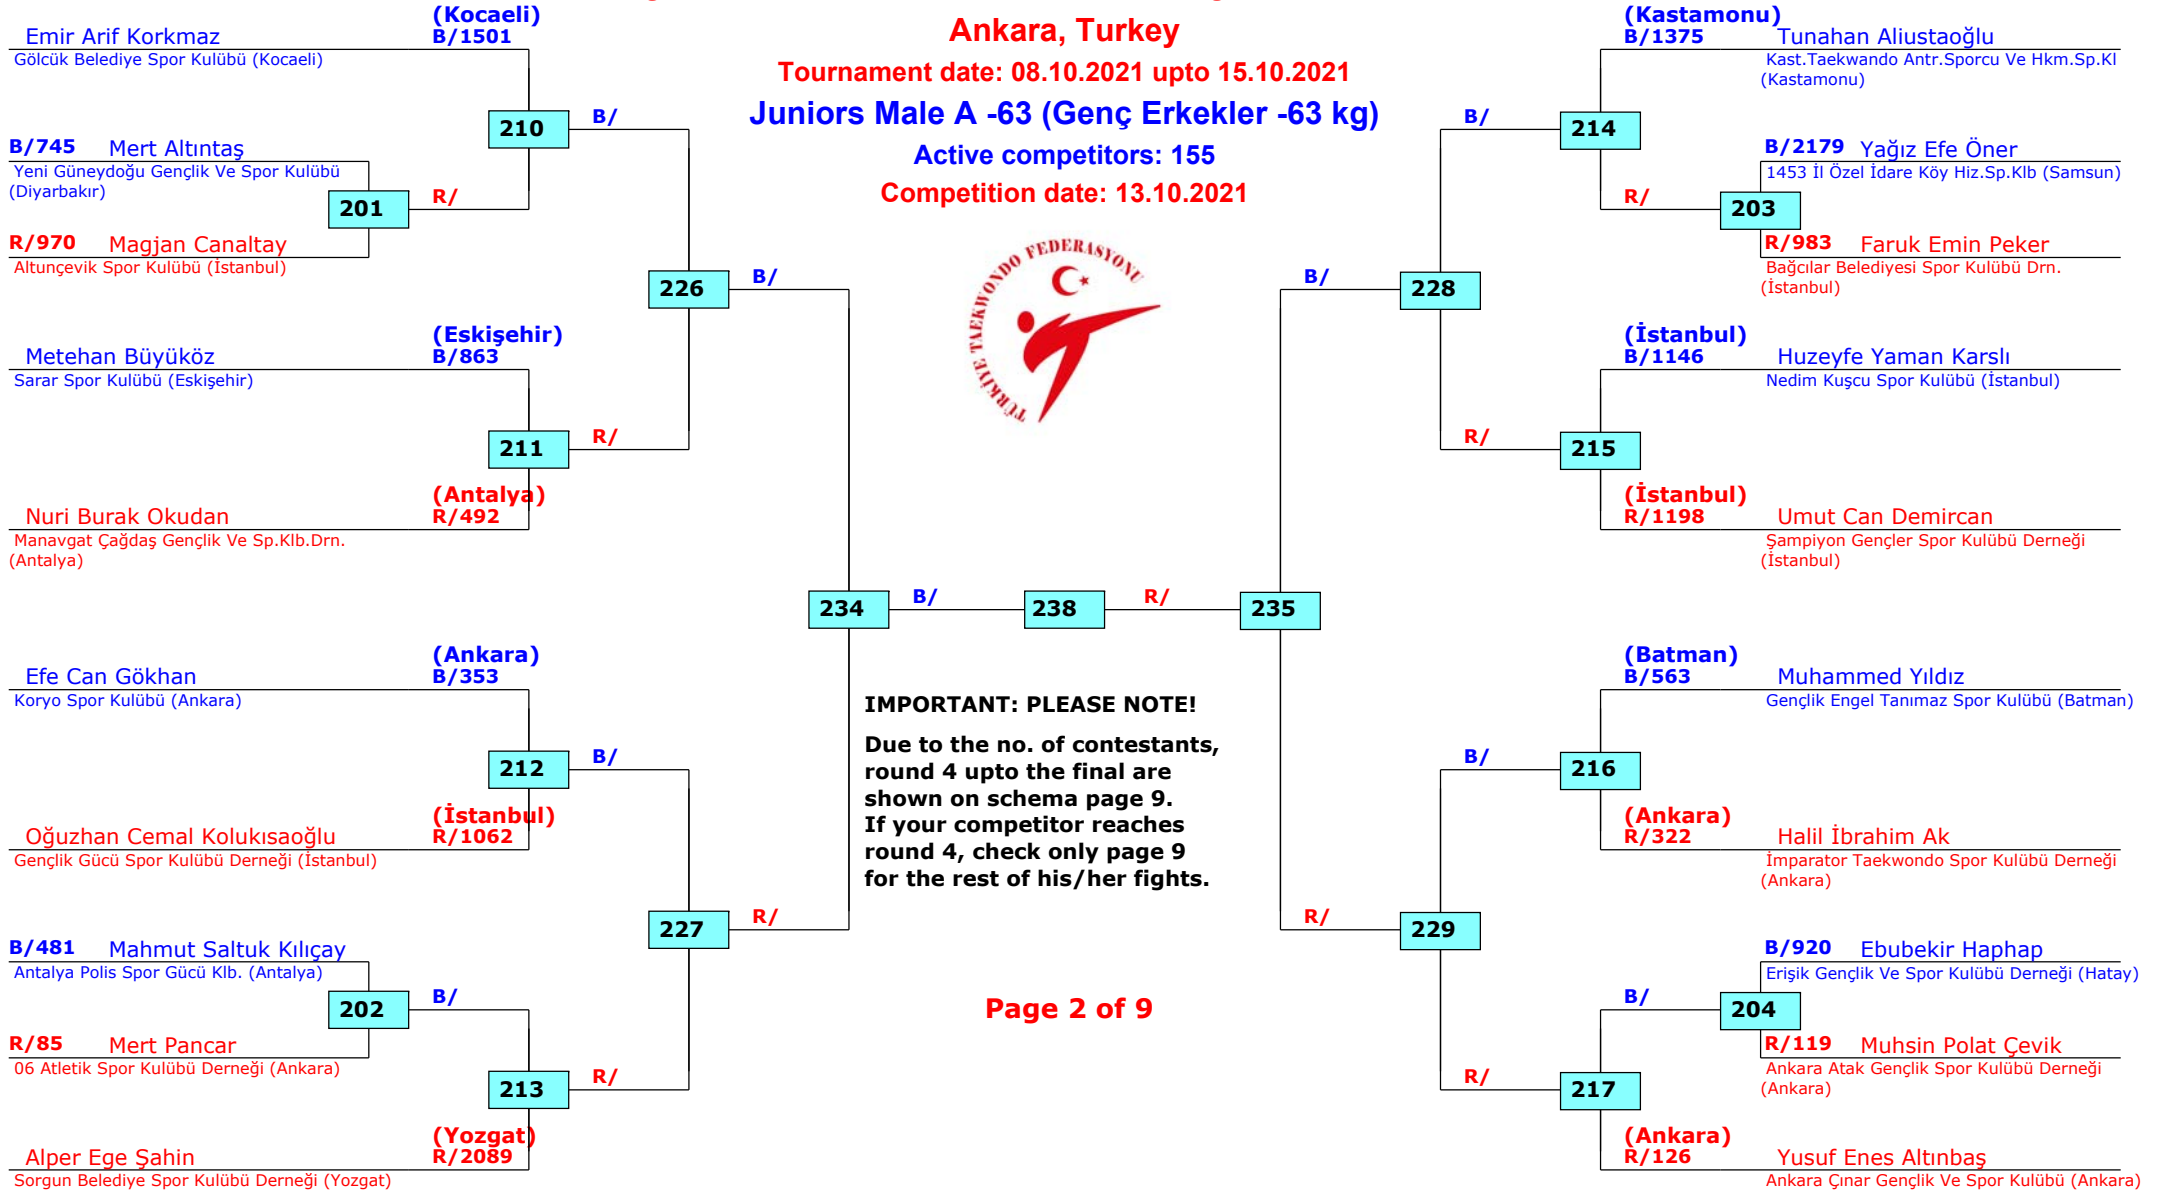 Ankara, Turkey
Tournament date: 08.10.2021 upto 15.10.2021
Juniors Male A -63 (Genç Erkekler -63 kg)
Active competitors: 155
Competition date: 13.10.2021
TÜRKİYE TAEKWONDO FEDERASYONU
(Kocaeli)
Emir Arif Korkmaz B/1501
Gölcük Belediye Spor Kulübü (Kocaeli)
210 B/
B/745 Mert Altıntaş
Yeni Güneydoğu Gençlik Ve Spor Kulübü
(Diyarbakır)
201 R/
R/970 Magjan Canaltay
Altunçevik Spor Kulübü (İstanbul)
226 B/
(Eskişehir)
Metehan Büyüköz B/863
Sarar Spor Kulübü (Eskişehir)
211 R/
(Antalya)
Nuri Burak Okudan R/492
Manavgat Çağdaş Gençlik Ve Sp.Klb.Drn.
(Antalya)
234 B/ 238 R/ 235
(Ankara)
Efe Can Gökhan B/353
Koryo Spor Kulübü (Ankara)
212 B/
(İstanbul)
Oğuzhan Cemal Kolukısaoğlu R/1062
Gençlik Gücü Spor Kulübü Derneği (İstanbul)
227 R/
B/481 Mahmut Saltuk Kılıçay
Antalya Polis Spor Gücü Klb. (Antalya)
202 B/
R/85 Mert Pancar
06 Atletik Spor Kulübü Derneği (Ankara)
213 R/
(Yozgat)
Alper Ege Şahin R/2089
Sorgun Belediye Spor Kulübü Derneği (Yozgat)
IMPORTANT: PLEASE NOTE!
Due to the no. of contestants,
round 4 upto the final are
shown on schema page 9.
If your competitor reaches
round 4, check only page 9
for the rest of his/her fights.
Page 2 of 9
(Kastamonu)
B/1375 Tunahan Aliustaoğlu
Kast.Taekwando Antr.Sporcu Ve Hkm.Sp.Kl
(Kastamonu)
B/ 214
B/2179 Yağız Efe Öner
1453 İl Özel İdare Köy Hiz.Sp.Klb (Samsun)
R/ 203
R/983 Faruk Emin Peker
Bağcılar Belediyesi Spor Kulübü Drn.
(İstanbul)
B/ 228
(İstanbul)
B/1146 Huzeyfe Yaman Karslı
Nedim Kuşcu Spor Kulübü (İstanbul)
R/ 215
(İstanbul)
R/1198 Umut Can Demircan
Şampiyon Gençler Spor Kulübü Derneği
(İstanbul)
(Batman)
B/563 Muhammed Yıldız
Gençlik Engel Tanımaz Spor Kulübü (Batman)
B/ 216
(Ankara)
R/322 Halil İbrahim Ak
İmparator Taekwondo Spor Kulübü Derneği
(Ankara)
R/ 229
B/920 Ebubekir Haphap
Erişik Gençlik Ve Spor Kulübü Derneği (Hatay)
B/ 204
R/119 Muhsin Polat Çevik
Ankara Atak Gençlik Spor Kulübü Derneği
(Ankara)
R/ 217
(Ankara)
R/126 Yusuf Enes Altınbaş
Ankara Çınar Gençlik Ve Spor Kulübü (Ankara)